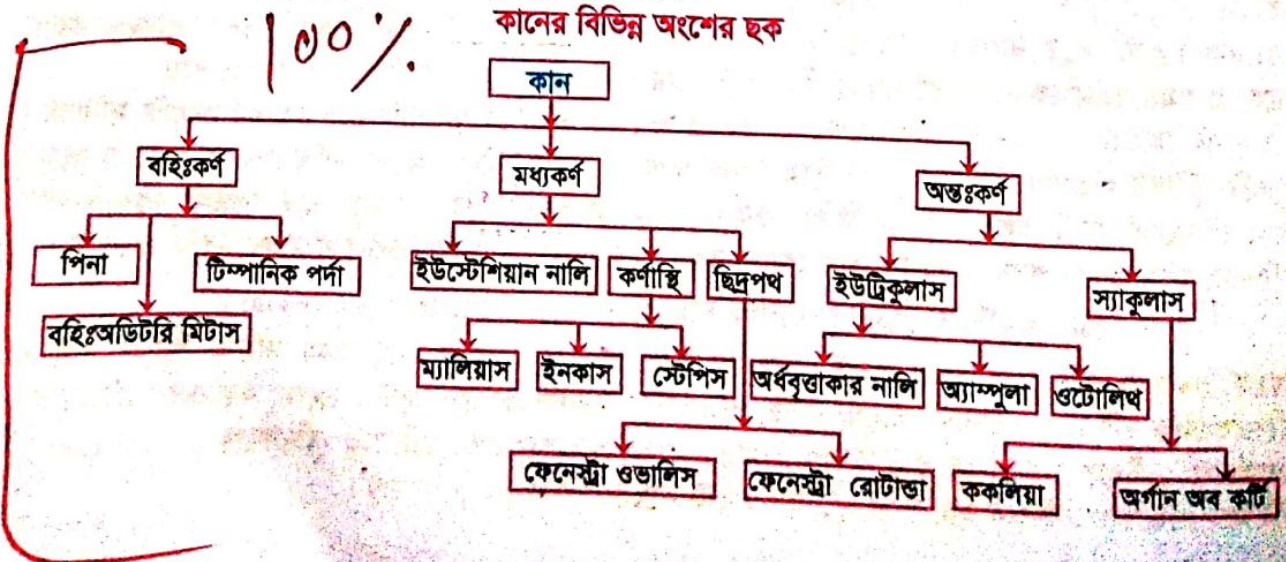 100%
কানের বিভিন্ন অংশের ছক
কান
বহিঃকর্ণ মধ্যকর্ণ অন্তঃকর্ণ
পিনা টিম্পানিক পর্দা ইউস্টেশিয়ান নালি কর্ণাস্থি ছিদ্রপথ ইউট্রিকুলাস স্যাকুলাস
বহিঃঅডিটরি মিটাস
ম্যালিয়াস ইনকাস স্টেপিস অর্ধবৃত্তাকার নালি অ্যাম্পুলা ওটোলিথ
ফেনেস্ট্রা ওভালিস ফেনেস্ট্রা রোটান্ডা ককলিয়া অর্গান অব কর্টি